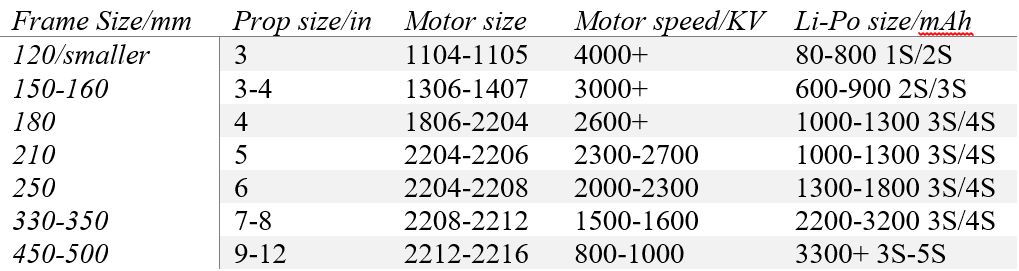 Frame Size/mm Prop size/in Motor size Motor speed/KV Li-Po size/mAh
120/smaller 3 1104-1105 4000+ 80-800 1S/2S
150-160 3-4 1306-1407 3000+ 600-900 2S/3S
180 4 1806-2204 2600+ 1000-1300 3S/4S
210 5 2204-2206 2300-2700 1000-1300 3S/4S
250 6 2204-2208 2000-2300 1300-1800 3S/4S
330-350 7-8 2208-2212 1500-1600 2200-3200 3S/4S
450-500 9-12 2212-2216 800-1000 3300+ 3S-5S